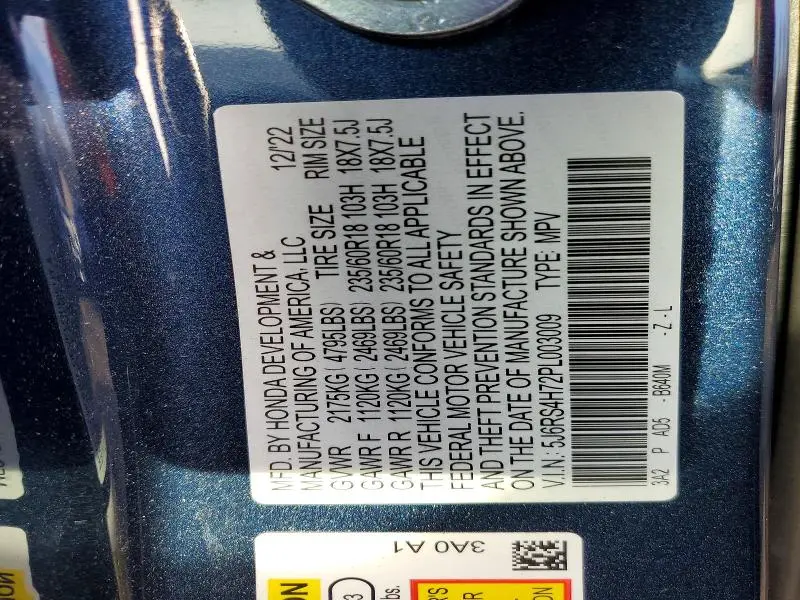 MFD. BY HONDA DEVELOPMENT &
MANUFACTURING OF AMERICA, LLC 12/22
GVWR 2175KG ( 4795LBS) TIRE SIZE RIM SIZE
GAWR F 1120KG ( 2469LBS) 235/60R18 103H 18X7.5J
GAWR R 1120KG ( 2469LBS) 235/60R18 103H 18X7.5J
THIS VEHICLE CONFORMS TO ALL APPLICABLE
FEDERAL MOTOR VEHICLE SAFETY
AND THEFT PREVENTION STANDARDS IN EFFECT
ON THE DATE OF MANUFACTURE SHOWN ABOVE.
V.I.N.: 5J6RS4H72PL003009 TYPE: MPV
3A2 P AD5 -B640M -Z-L
3A0 A1